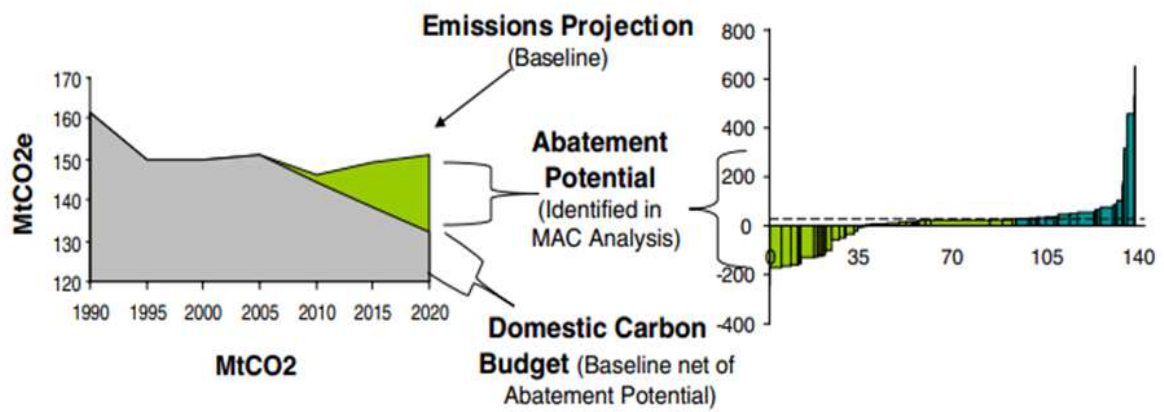 Emissions Projection
(Baseline)
170
160
150
140
130
120
MtCO2e
1990 1995 2000 2005 2010 2015 2020
MtCO2
Abatement
Potential
(Identified in
MAC Analysis)
Domestic Carbon
Budget (Baseline net of
Abatement Potential)
800
600
400
200
0
-200
-400
0 35 70 105 140